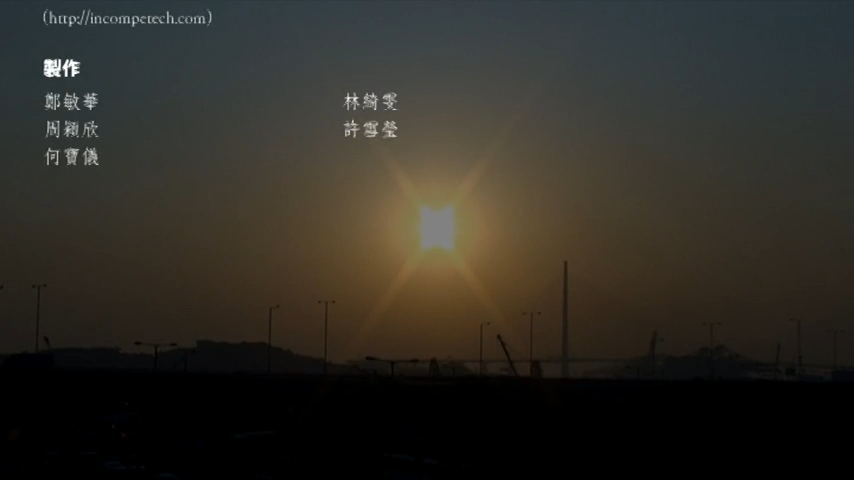 (http://incompetech.com)
製作
鄭敏華 林綺雯
周穎欣 許雪瑩
何寶儀